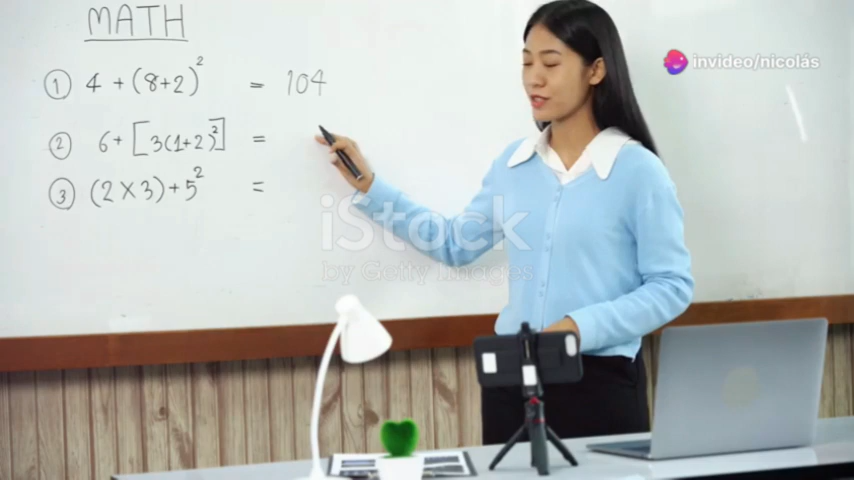 MATH
① 4 + (8+2)² = 104
② 6+ [3(1+2)²] =
③ (2×3)+5² =
invideo/nicolás
iStock
by Getty Images